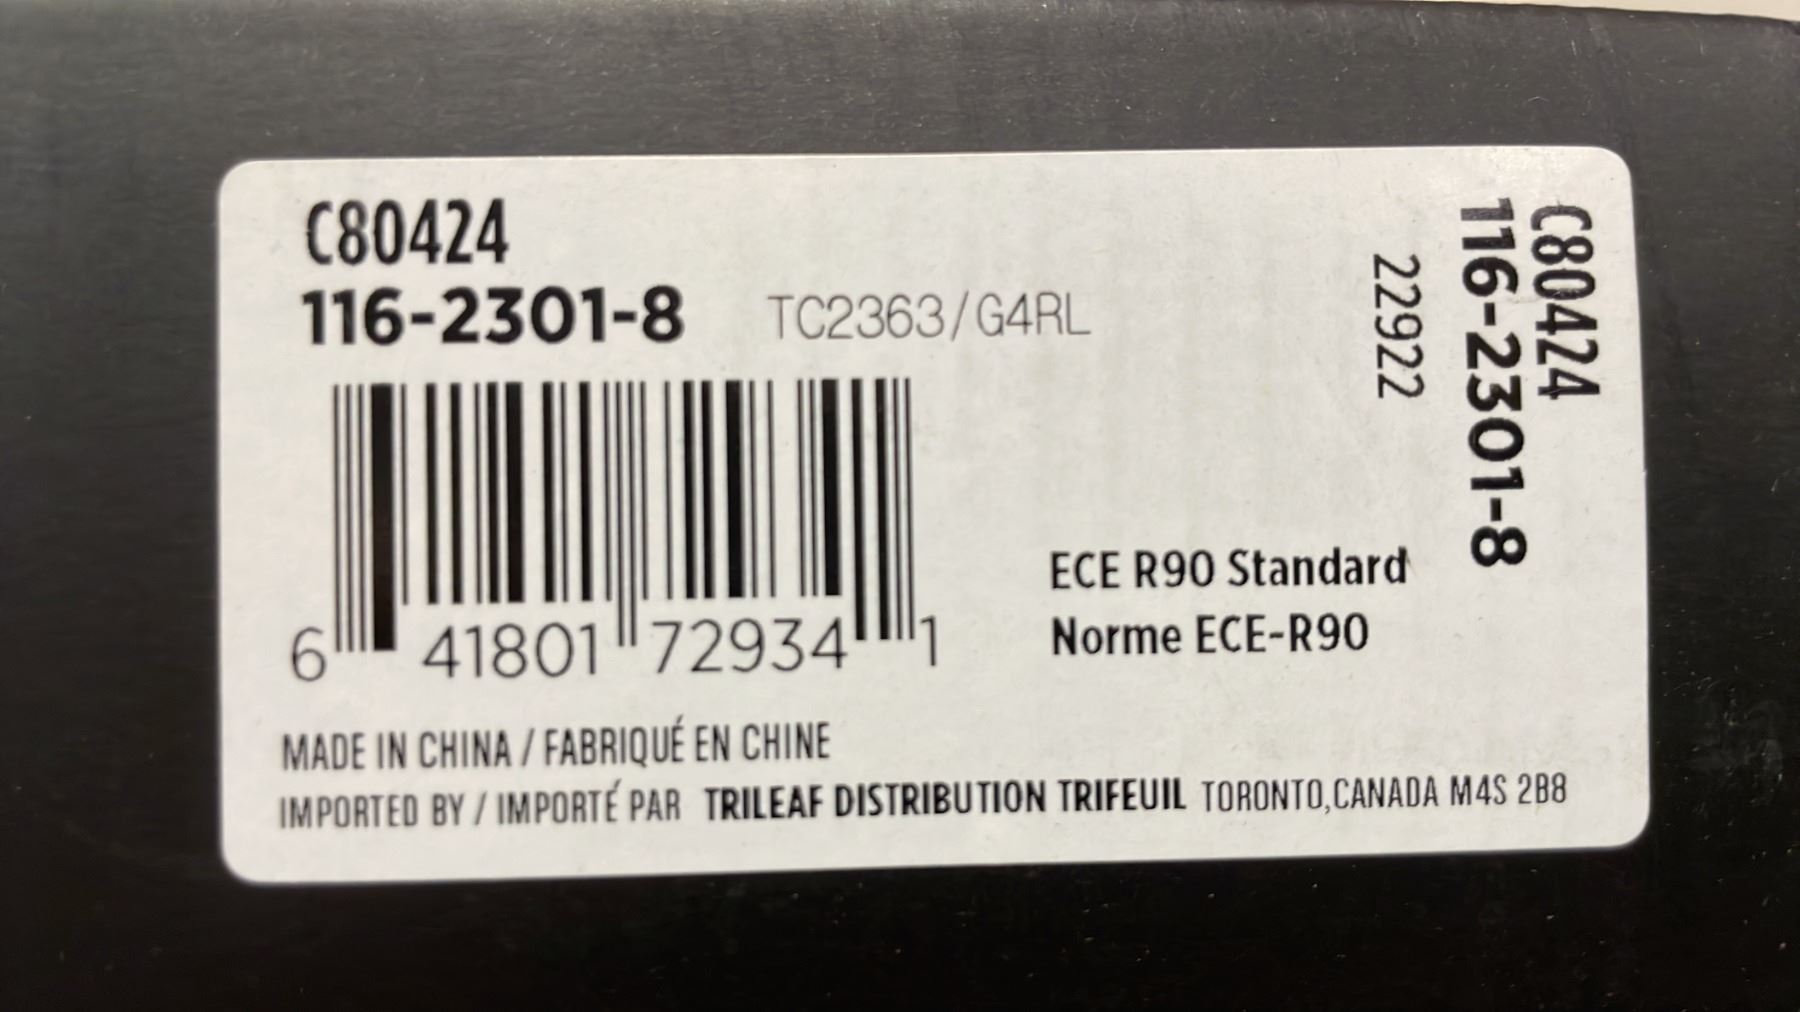 C80424
116-2301-8 TC2363/G4RL
6 41801 72934 1
ECE R90 Standard
Norme ECE-R90
MADE IN CHINA / FABRIQUÉ EN CHINE
IMPORTED BY / IMPORTÉ PAR TRILEAF DISTRIBUTION TRIFEUIL TORONTO,CANADA M4S 2B8
C80424
116-2301-8
22922